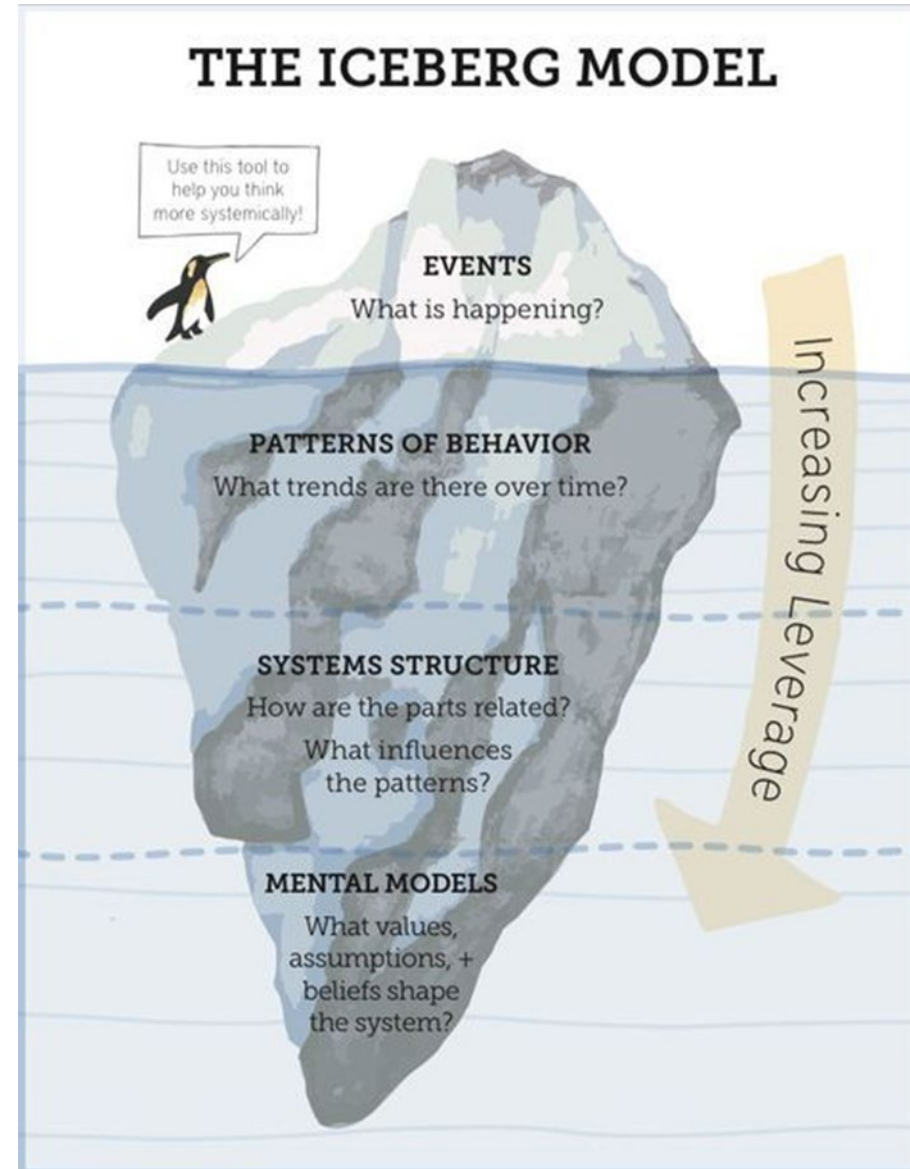 THE ICEBERG MODEL
Use this tool to
help you think
more systemically!
EVENTS
What is happening?
PATTERNS OF BEHAVIOR
What trends are there over time?
SYSTEMS STRUCTURE
How are the parts related?
What influences
the patterns?
MENTAL MODELS
What values,
assumptions, +
beliefs shape
the system?
Increasing Leverage